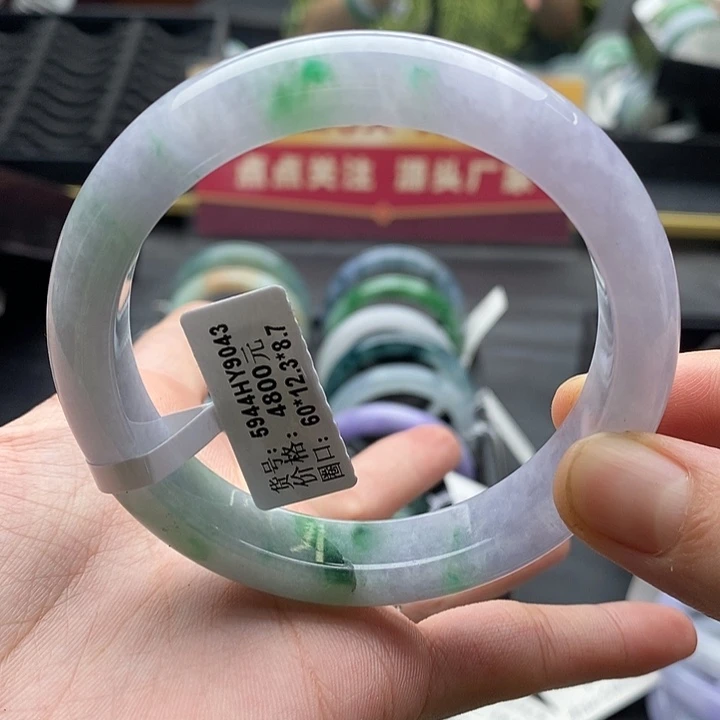 点点关注 源头厂家
货号: 5944HY9043
价格: 4800元
圈口: 60*12.3*8.7